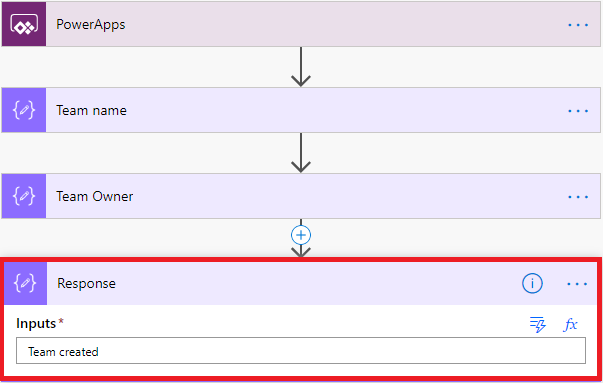 PowerApps
Team name
Team Owner
Response
Inputs*
fx
Team created